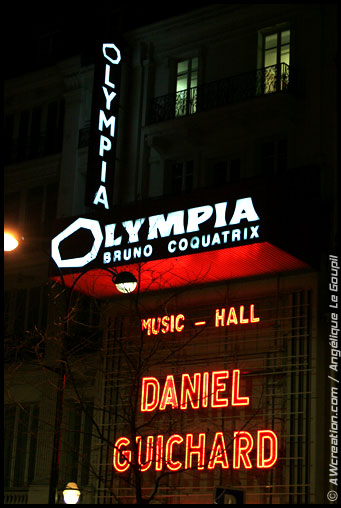 OLYMPIA
OLYMPIA
BRUNO COQUATRIX
MUSIC - HALL
DANIEL
GUICHARD
© AWcreation.com / Angélique Le Goupil